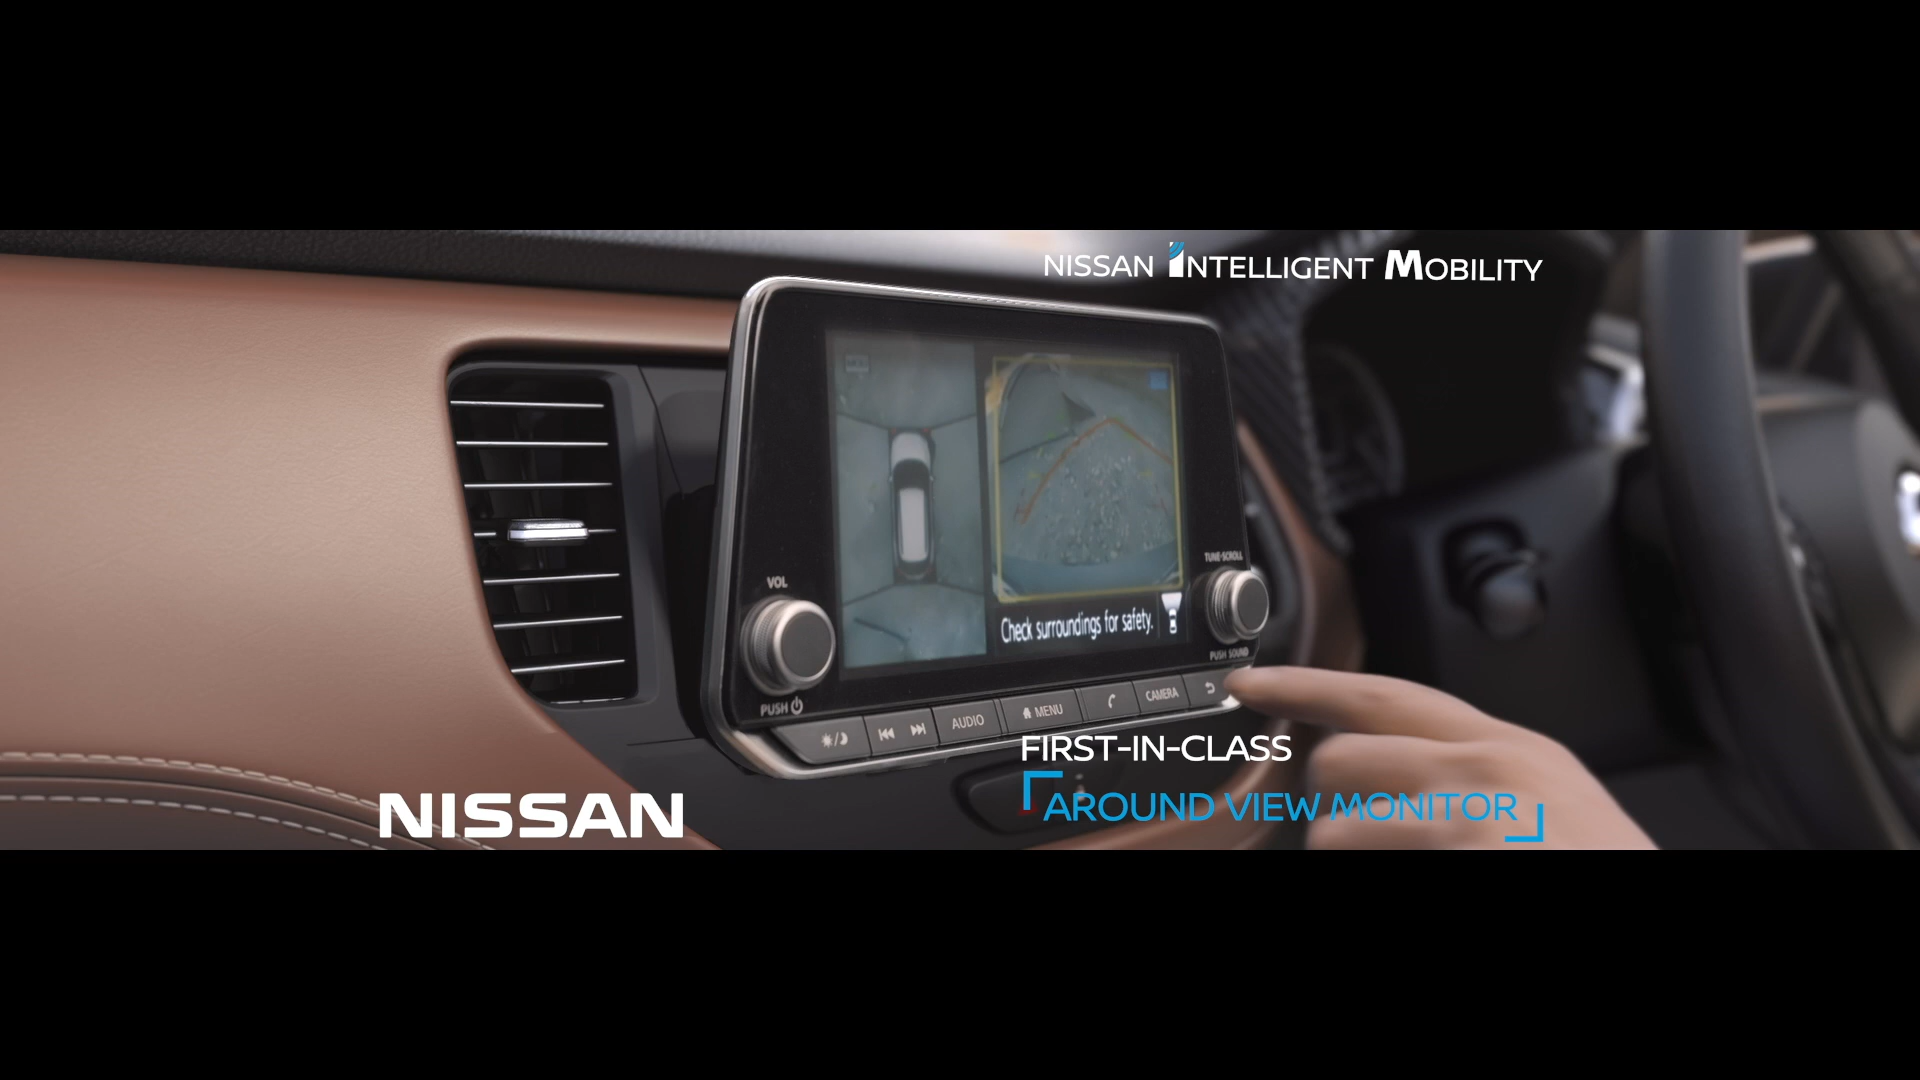 NISSAN INTELLIGENT MOBILITY
TUNE·SCROLL
VOL
Check surroundings for safety.
PUSH SOUND
PUSH
AUDIO
MENU
CAMERA
FIRST-IN-CLASS
AROUND VIEW MONITOR
NISSAN